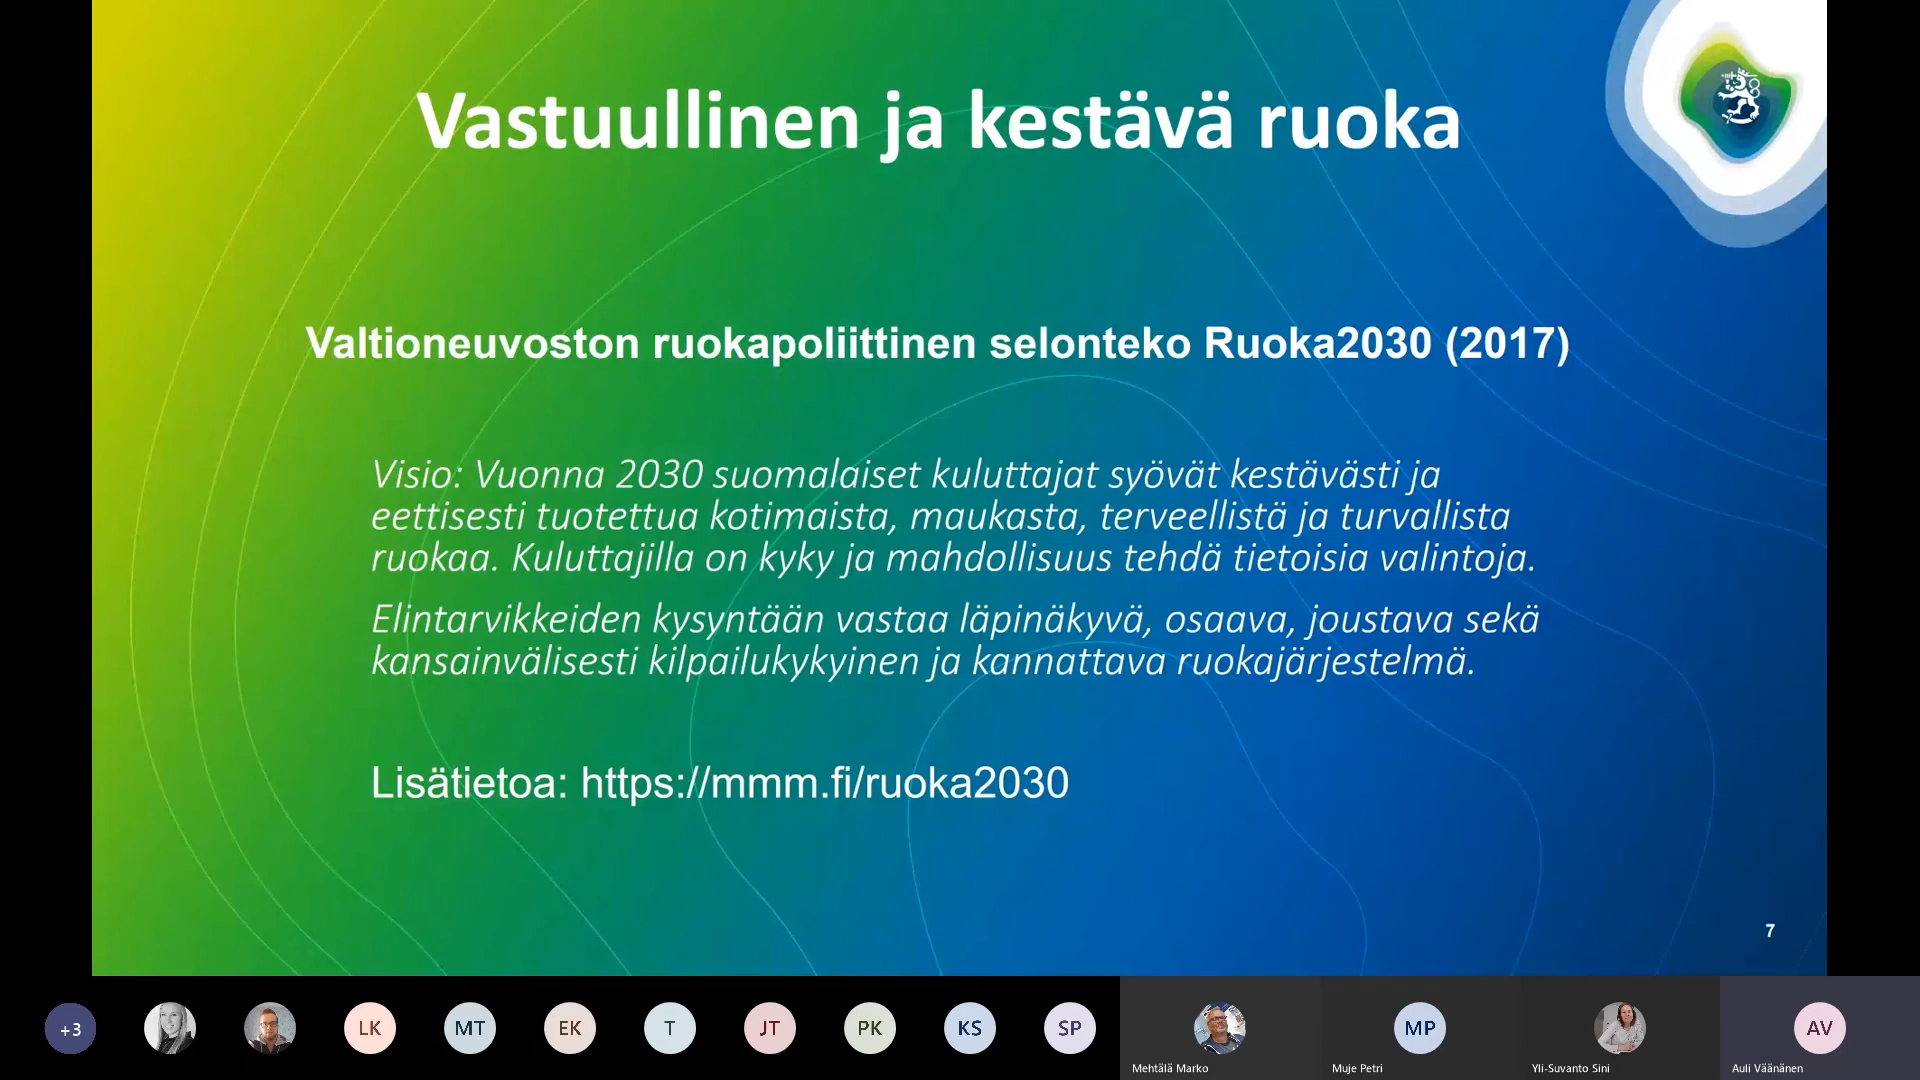 Vastuullinen ja kestävä ruoka
Valtioneuvoston ruokapoliittinen selonteko Ruoka2030 (2017)
Visio: Vuonna 2030 suomalaiset kuluttajat syövät kestävästi ja
eettisesti tuotettua kotimaista, maukasta, terveellistä ja turvallista
ruokaa. Kuluttajilla on kyky ja mahdollisuus tehdä tietoisia valintoja.
Elintarvikkeiden kysyntään vastaa läpinäkyvä, osaava, joustava sekä
kansainvälisesti kilpailukykyinen ja kannattava ruokajärjestelmä.
Lisätietoa: https://mmm.fi/ruoka2030
7
+3 LK MT EK T JT PK KS SP MP AV
Mehtälä Marko Muje Petri Yli-Suvanto Sini Auli Väänänen